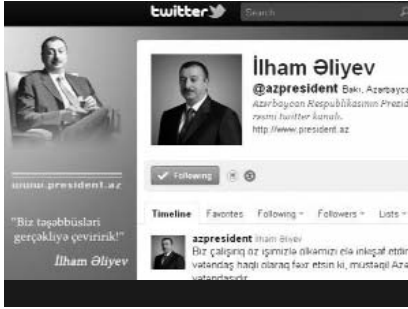 twitter
Search
İlham Əliyev
@azpresident Bakı, Azərbayca
Azərbaycan Respublikasının Prezid
rəsmi twitter kanalı.
http://www.president.az
Following
www.president.az
Timeline Favorites Following Followers Lists
"Biz təşəbbüsləri
gerçəkliyə çeviririk!"
İlham Əliyev
azpresident İlham Əliyev
Biz çalışırıq öz işimizlə ölkəmizi elə inkişaf etdir
vətəndaş haqlı olaraq fəxr etsin ki, müstəqil Azə
vətəndaşıdır